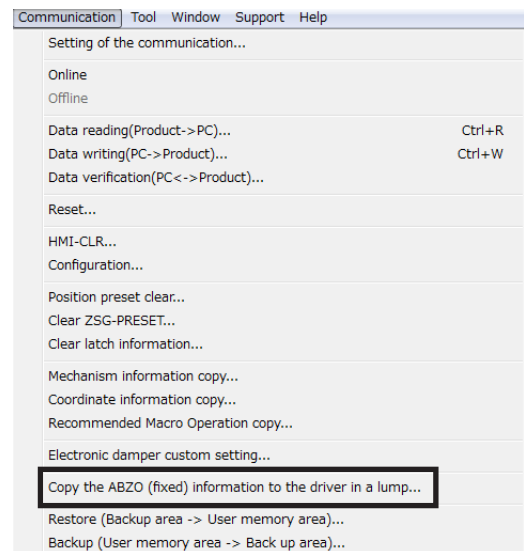 Communication Tool Window Support Help
Setting of the communication...
Online
Offline
Data reading(Product->PC)... Ctrl+R
Data writing(PC->Product)... Ctrl+W
Data verification(PC<->Product)...
Reset...
HMI-CLR...
Configuration...
Position preset clear...
Clear ZSG-PRESET...
Clear latch information...
Mechanism information copy...
Coordinate information copy...
Recommended Macro Operation copy...
Electronic damper custom setting...
Copy the ABZO (fixed) information to the driver in a lump...
Restore (Backup area -> User memory area)...
Backup (User memory area -> Back up area)...